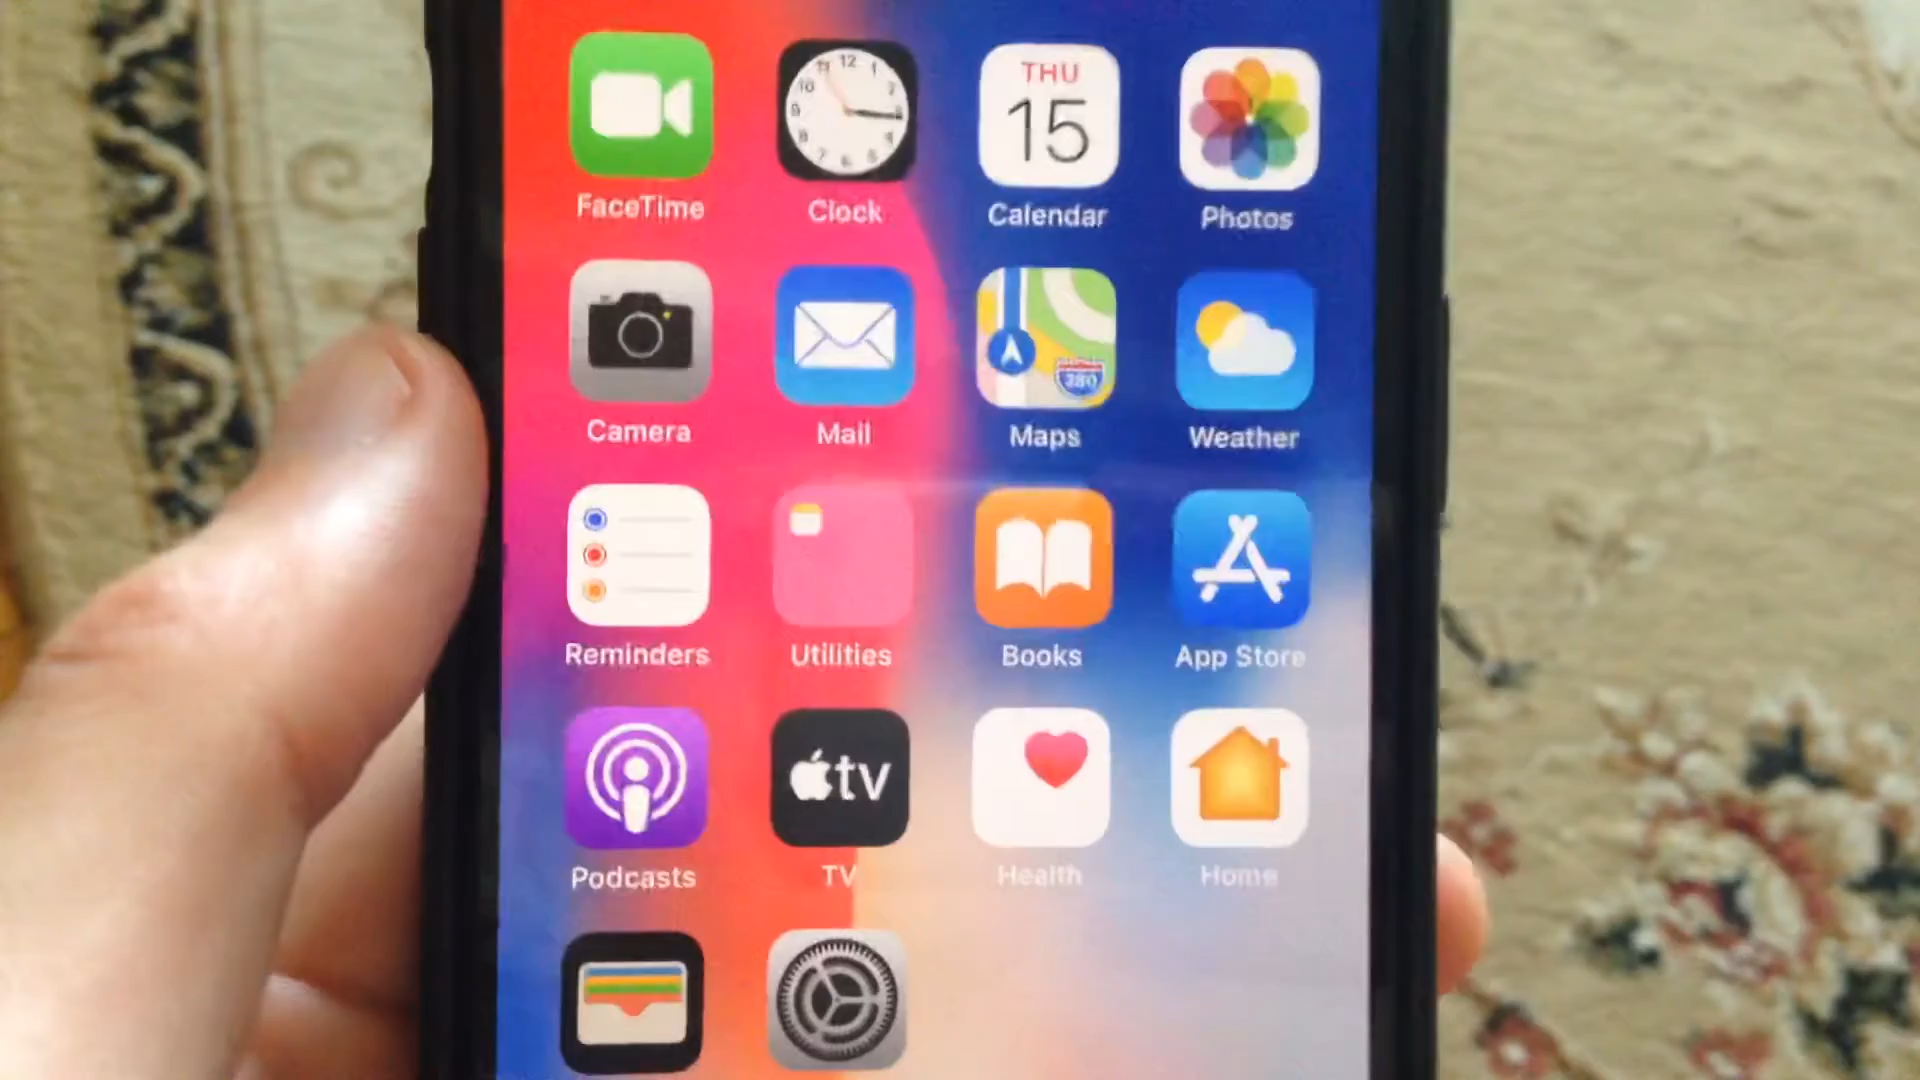 THU
15
FaceTime
Clock
Calendar
Photos
280
Camera
Mail
Maps
Weather
Reminders
Utilities
Books
App Store
tv
Podcasts
TV
Health
Home